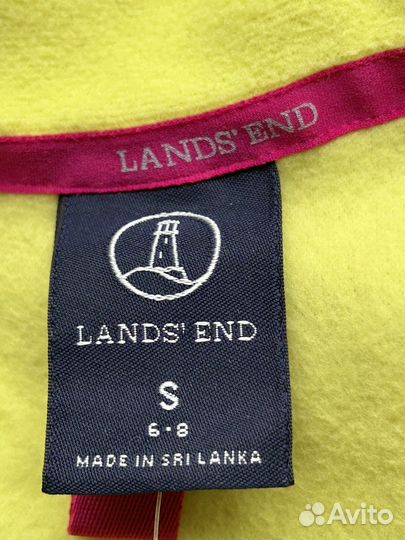 LANDS' END
LANDS' END
S
6-8
MADE IN SRI LANKA
Avito